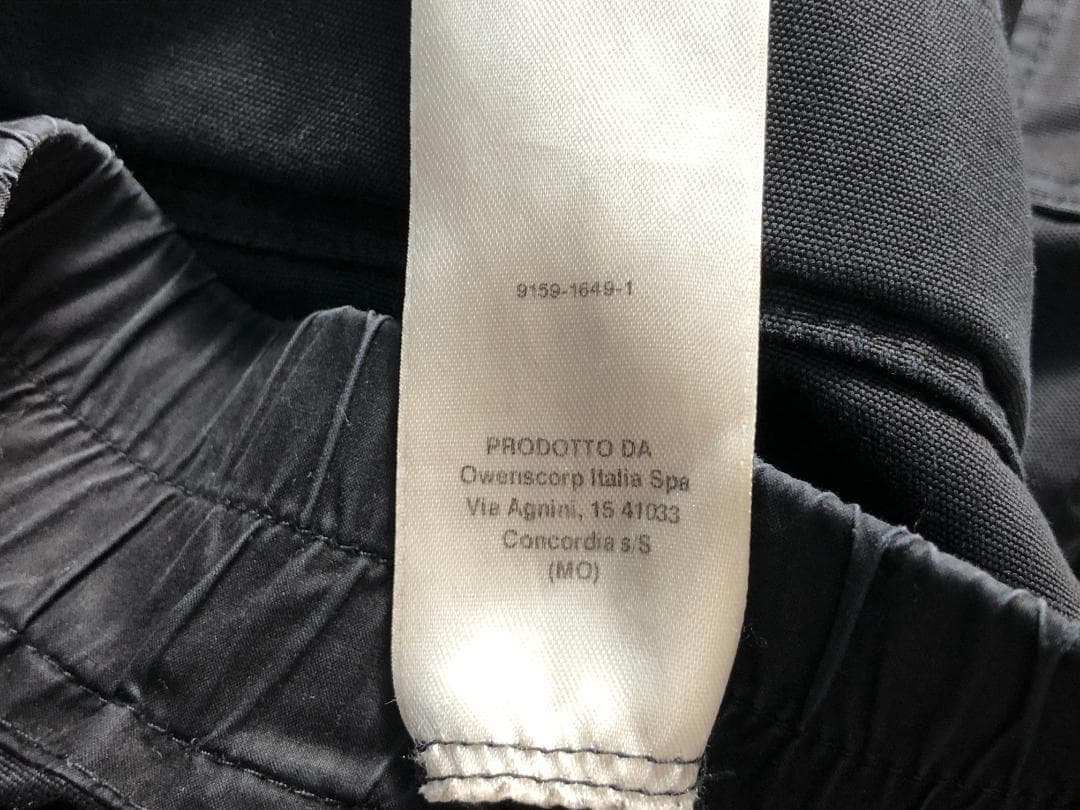 9159-1649-1
PRODOTTO DA
Owenscorp Italia Spa
Via Agnini, 15 41033
Concordia s/S
(MO)